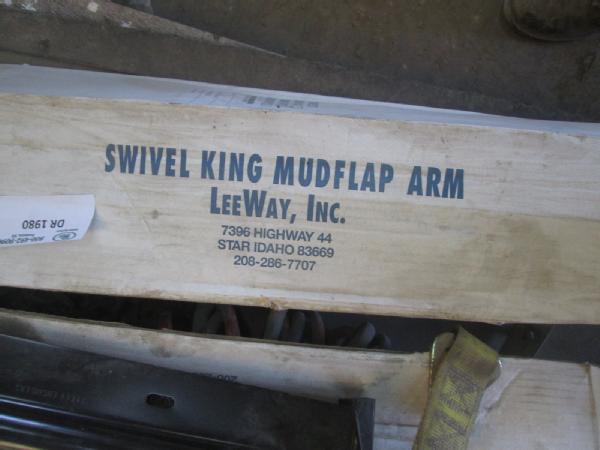 SWIVEL KING MUDFLAP ARM
LEEWAY, INC.
7396 HIGHWAY 44
STAR IDAHO 83669
208-286-7707
DR 1980